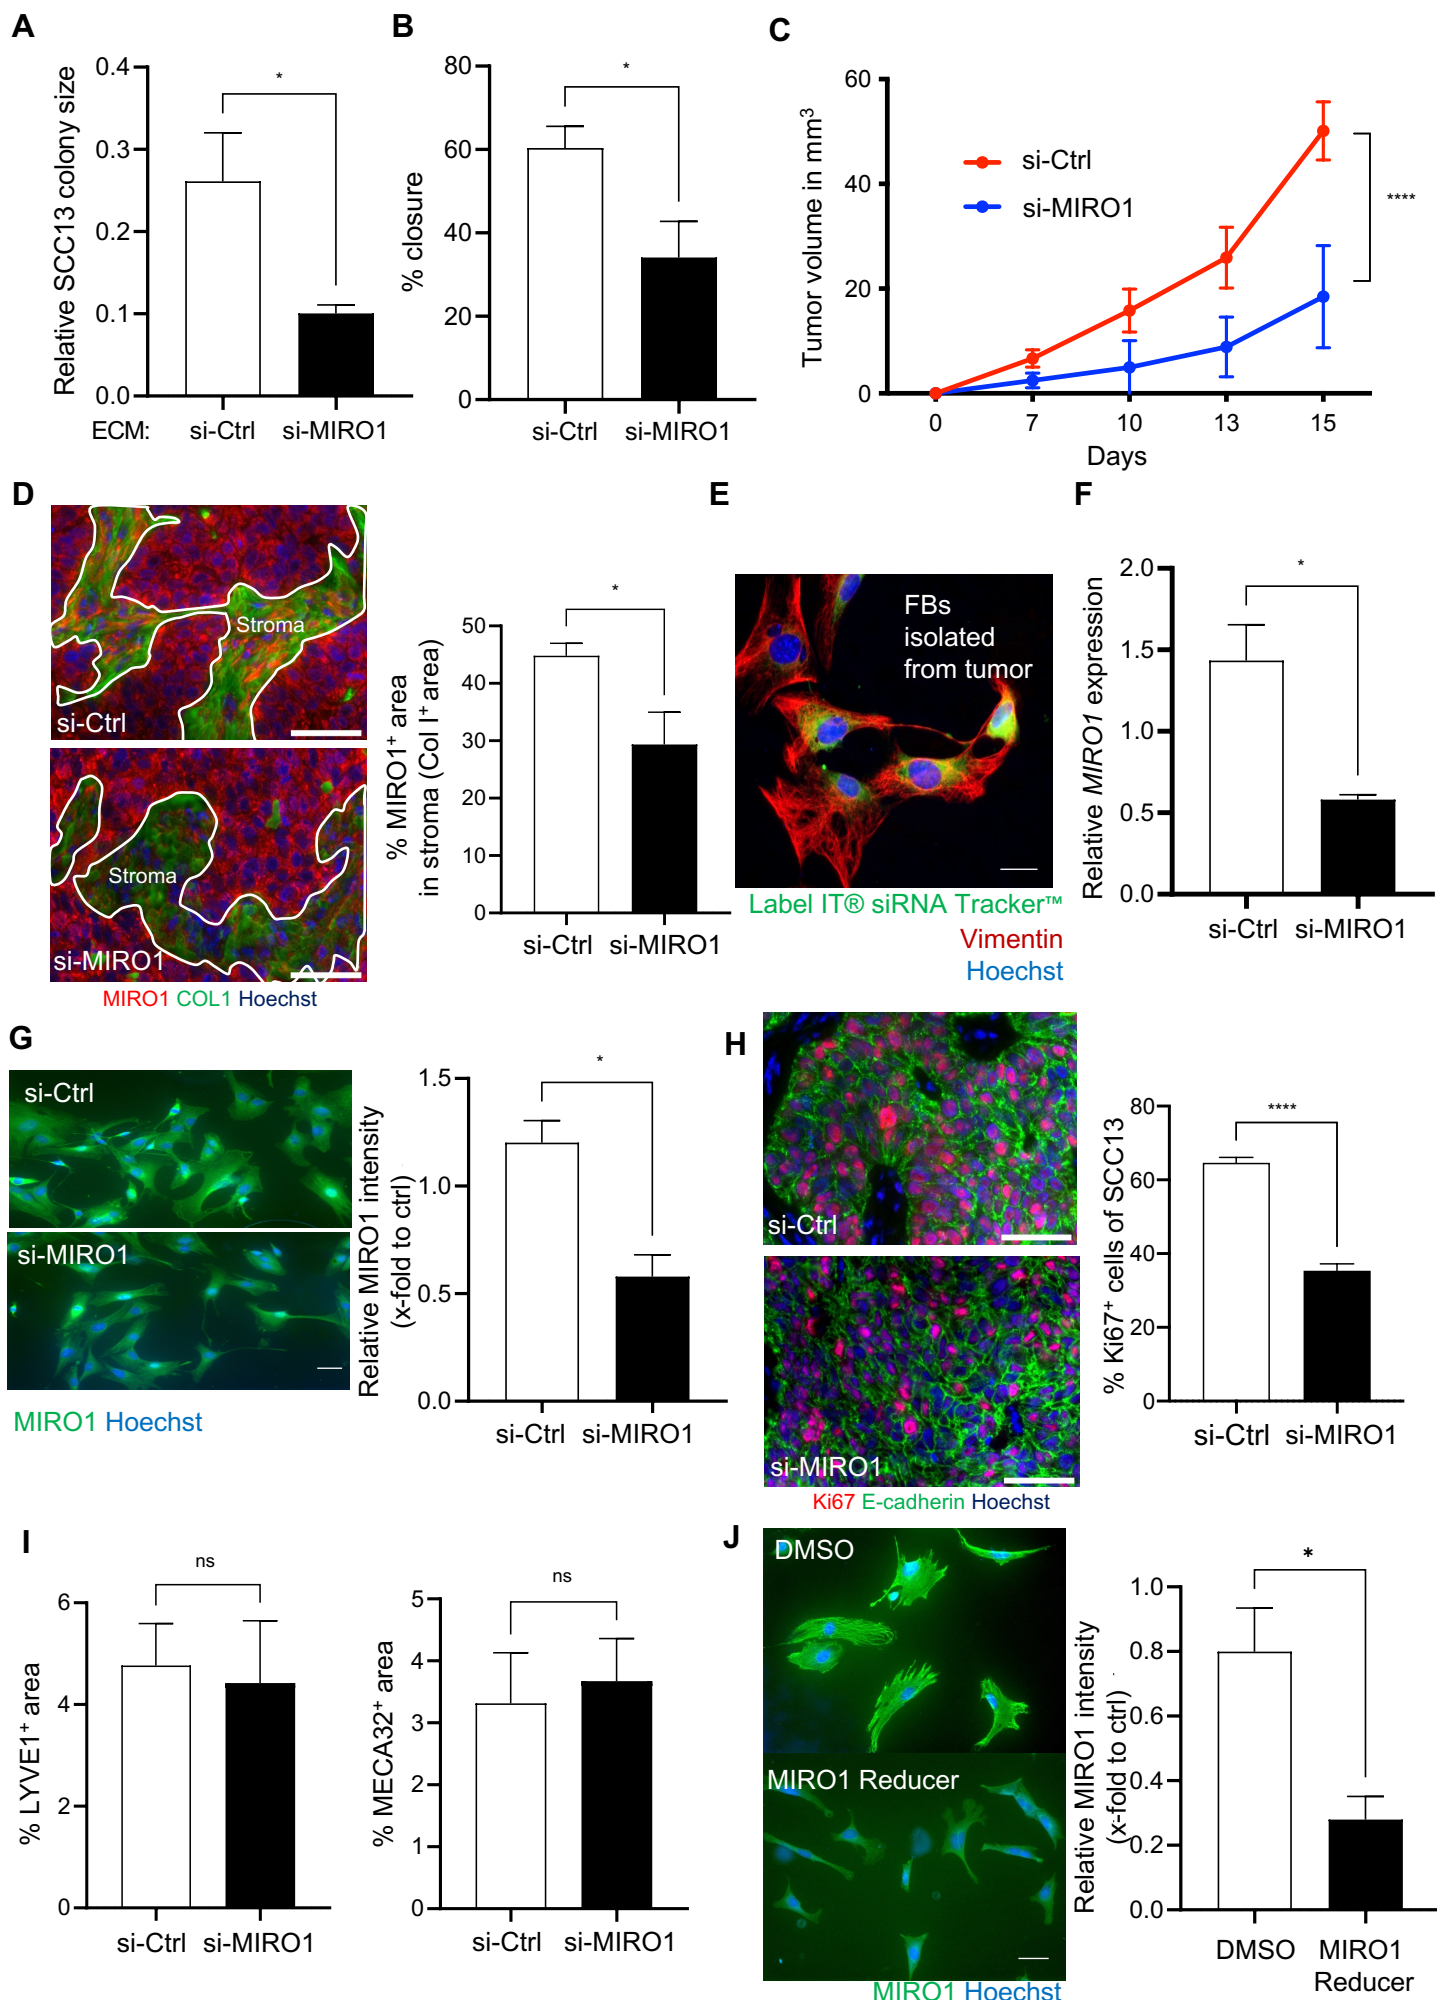 A
Relative SCC13 colony size
0.4
0.3
0.2
0.1
0.0
*
ECM: si-Ctrl si-MIRO1
B
% closure
80
60
40
20
0
*
si-Ctrl si-MIRO1
C
Tumor volume in mm³
60
40
20
0
si-Ctrl
si-MIRO1
****
0 7 10 13 15
Days
D
Stroma
si-Ctrl
Stroma
si-MIRO1
MIRO1 COL1 Hoechst
% MIRO1⁺ area
in stroma (Col I⁺ area)
50
40
30
20
10
0
*
si-Ctrl si-MIRO1
E
FBs
isolated
from tumor
Label IT® siRNA Tracker™
Vimentin
Hoechst
F
Relative MIRO1 expression
2.0
1.5
1.0
0.5
0.0
*
si-Ctrl si-MIRO1
G
si-Ctrl
si-MIRO1
MIRO1 Hoechst
Relative MIRO1 intensity
(x-fold to ctrl)
1.5
1.0
0.5
0.0
*
si-Ctrl si-MIRO1
H
si-Ctrl
si-MIRO1
Ki67 E-cadherin Hoechst
% Ki67⁺ cells of SCC13
80
60
40
20
0
****
si-Ctrl si-MIRO1
I
% LYVE1⁺ area
6
4
2
0
ns
si-Ctrl si-MIRO1
% MECA32⁺ area
5
4
3
2
1
0
ns
si-Ctrl si-MIRO1
J
DMSO
MIRO1 Reducer
MIRO1 Hoechst
Relative MIRO1 intensity
(x-fold to ctrl)
1.0
0.8
0.6
0.4
0.2
0.0
*
DMSO MIRO1
Reducer